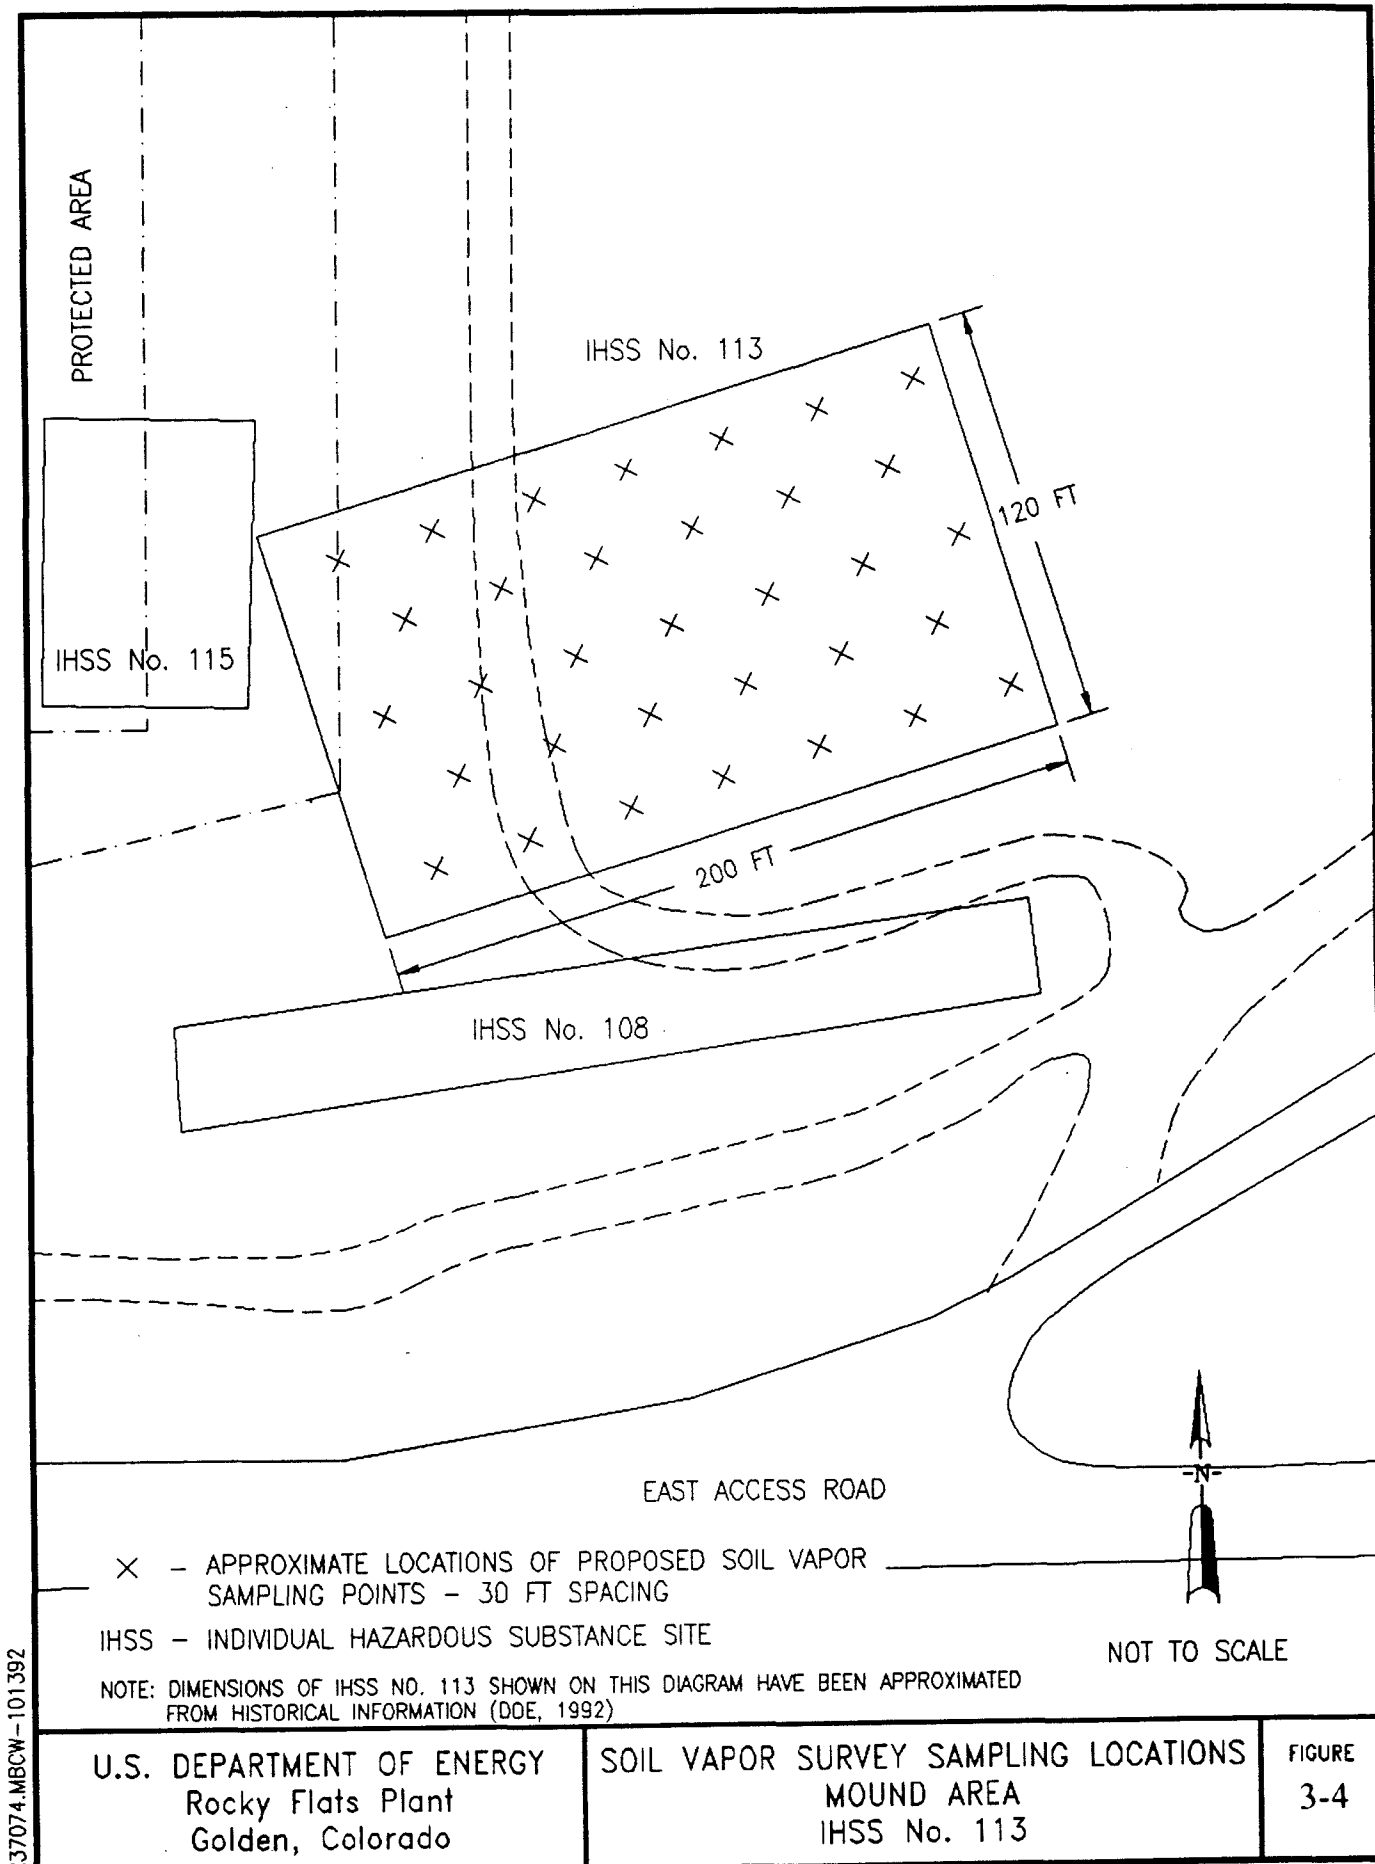 PROTECTED AREA
IHSS No. 113
120 FT
IHSS No. 115
200 FT
IHSS No. 108
EAST ACCESS ROAD
-N-
X – APPROXIMATE LOCATIONS OF PROPOSED SOIL VAPOR
SAMPLING POINTS – 30 FT SPACING
IHSS – INDIVIDUAL HAZARDOUS SUBSTANCE SITE
NOT TO SCALE
NOTE: DIMENSIONS OF IHSS NO. 113 SHOWN ON THIS DIAGRAM HAVE BEEN APPROXIMATED
FROM HISTORICAL INFORMATION (DOE, 1992)
37074.MBCW-101392
U.S. DEPARTMENT OF ENERGY
Rocky Flats Plant
Golden, Colorado
SOIL VAPOR SURVEY SAMPLING LOCATIONS
MOUND AREA
IHSS No. 113
FIGURE
3-4